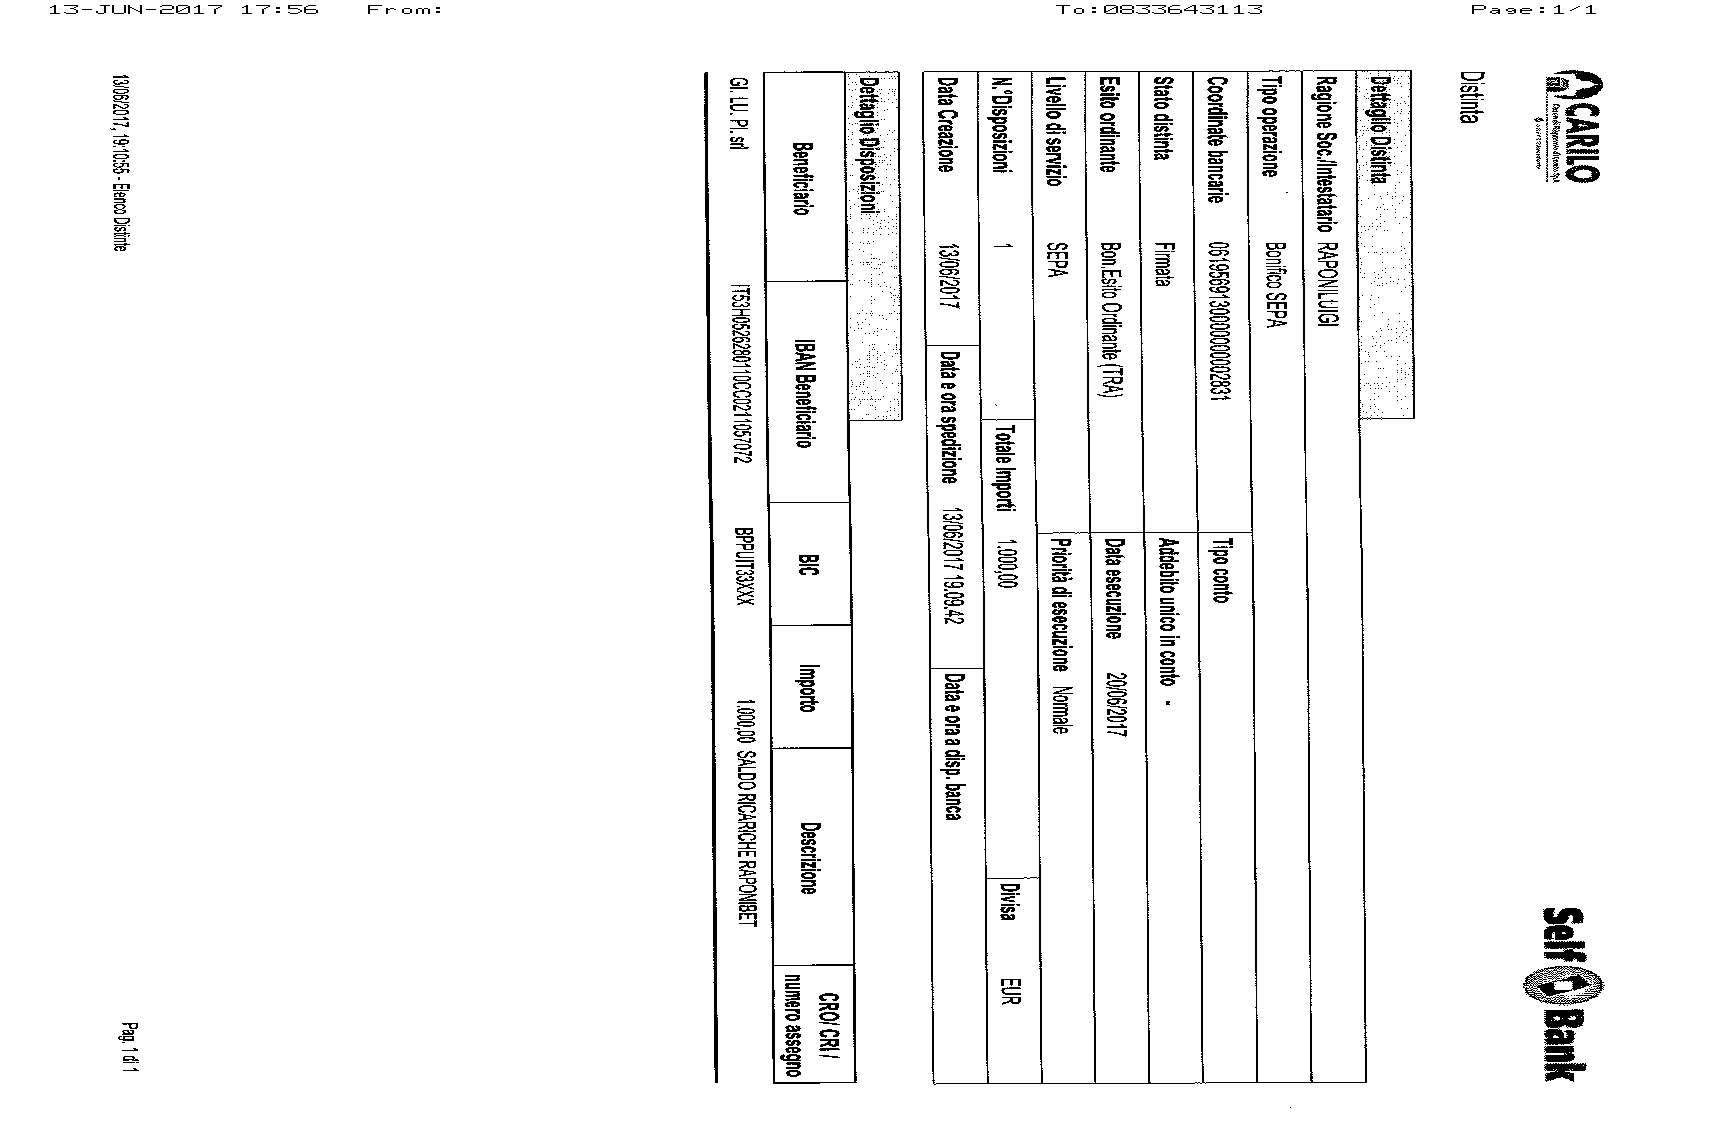 13-JUN-2017 17:56 From: To:0833643113 Page:1/1
CARILO
Self Bank
Distinta
Dettaglio Distinta
Ragione Soc./Intestatario RAPONILUIGI
Tipo operazione Bonifico SEPA
Coordinate bancarie 0619569130000000002831 Tipo conto
Stato distinta Firmata Addebito unico in conto -
Esito ordinante Bon.Esito Ordinante (TRA) Data esecuzione 20/06/2017
Livello di servizio SEPA Priorità di esecuzione Normale
N.°Disposizioni 1 Totale Importi 1.000,00 Divisa EUR
Data Creazione 13/06/2017 Data e ora spedizione 13/06/2017 19.09.42 Data e ora a disp. banca
Dettaglio Disposizioni
Beneficiario IBAN Beneficiario BIC Importo Descrizione CRO/ CRI / numero assegno
GI. LU. PI. srl IT53H0526280110CC0211057072 BPPUIT33XXX 1.000,00 SALDO RICARICHE RAPONIBET
13/06/2017, 19:10:55 - Elenco Distinte Pag. 1 di 1